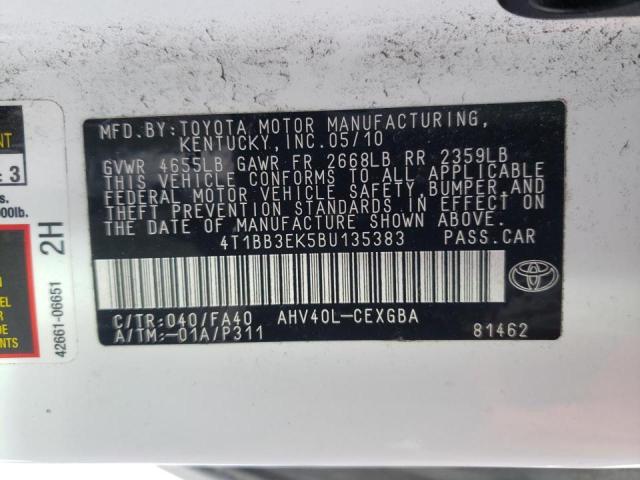 MFD.BY:TOYOTA MOTOR MANUFACTURING,
KENTUCKY, INC. 05/10
GVWR 4655LB GAWR FR 2668LB RR 2359LB
THIS VEHICLE CONFORMS TO ALL APPLICABLE
FEDERAL MOTOR VEHICLE SAFETY, BUMPER, AND
THEFT PREVENTION STANDARDS IN EFFECT ON
THE DATE OF MANUFACTURE SHOWN ABOVE.
4T1BB3EK5BU135383 PASS.CAR
C/TR:040/FA40 AHV40L-CEXGBA
A/TM:-01A/P311 81462
3
00lb.
2H
42661-06651